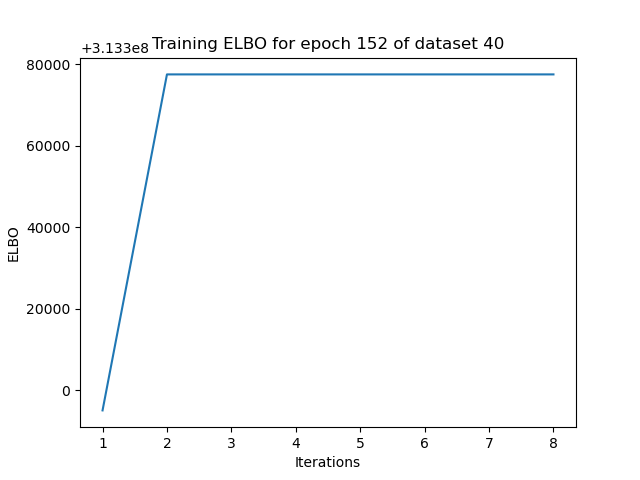 Training ELBO for epoch 152 of dataset 40
+3.133e8
80000
60000
40000
20000
0
ELBO
1 2 3 4 5 6 7 8
Iterations